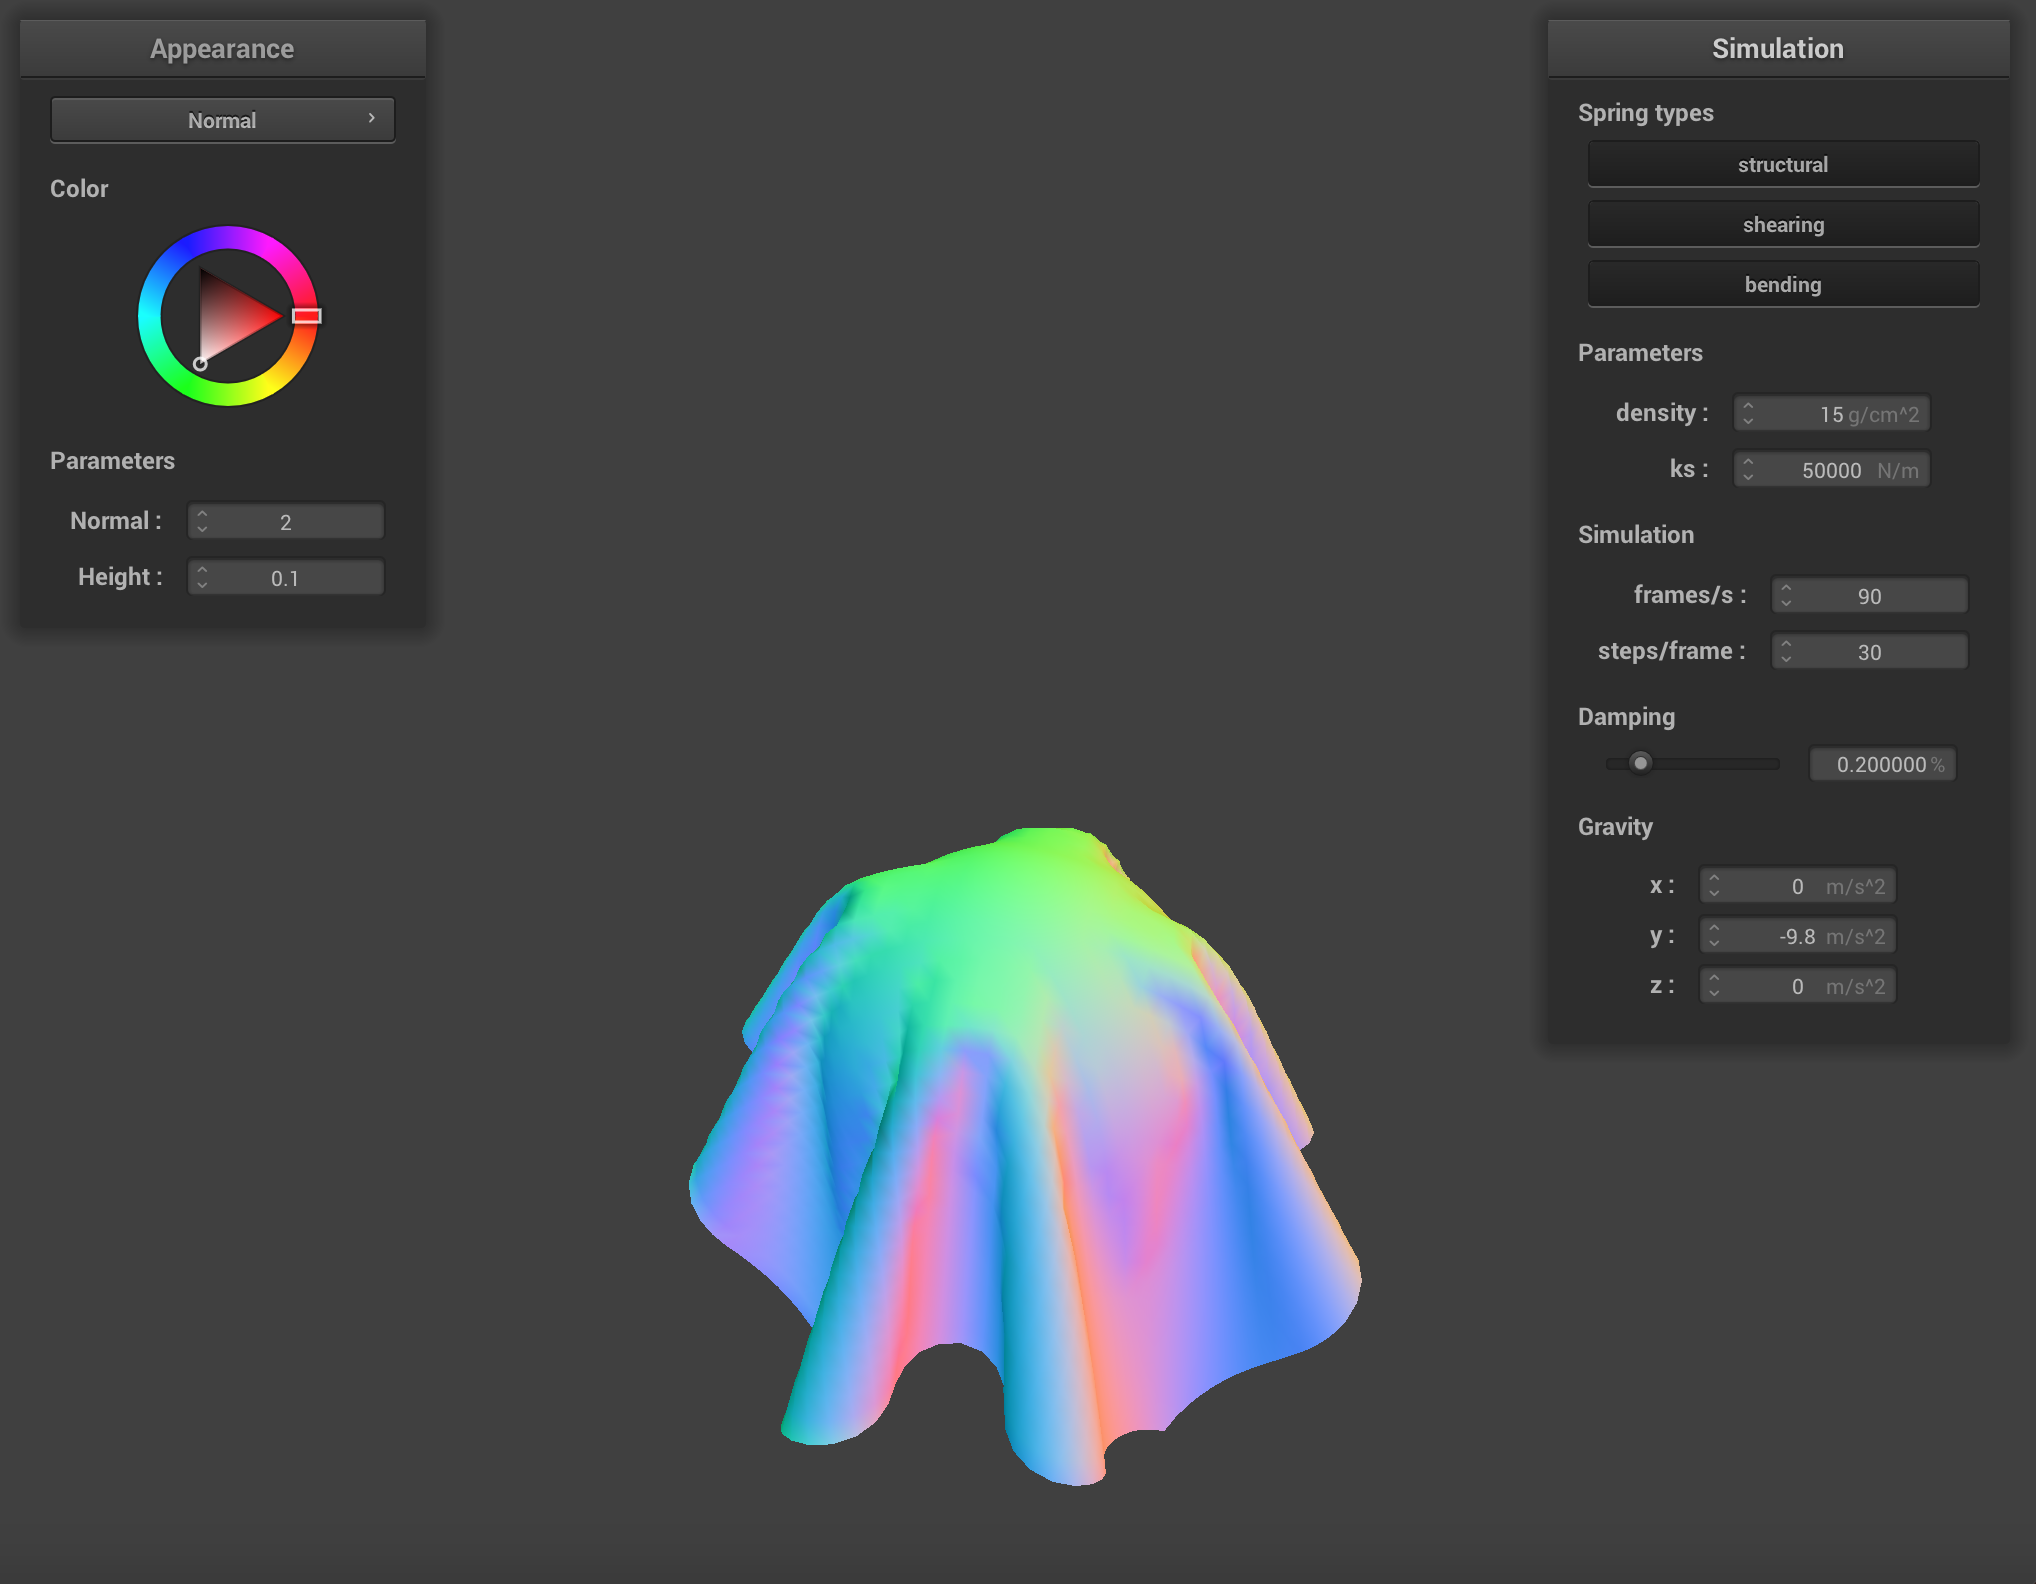 Appearance
Normal
Color
Parameters
Normal : 2
Height : 0.1
Simulation
Spring types
structural
shearing
bending
Parameters
density : 15 g/cm^2
ks : 50000 N/m
Simulation
frames/s : 90
steps/frame : 30
Damping
0.200000 %
Gravity
x : 0 m/s^2
y : -9.8 m/s^2
z : 0 m/s^2